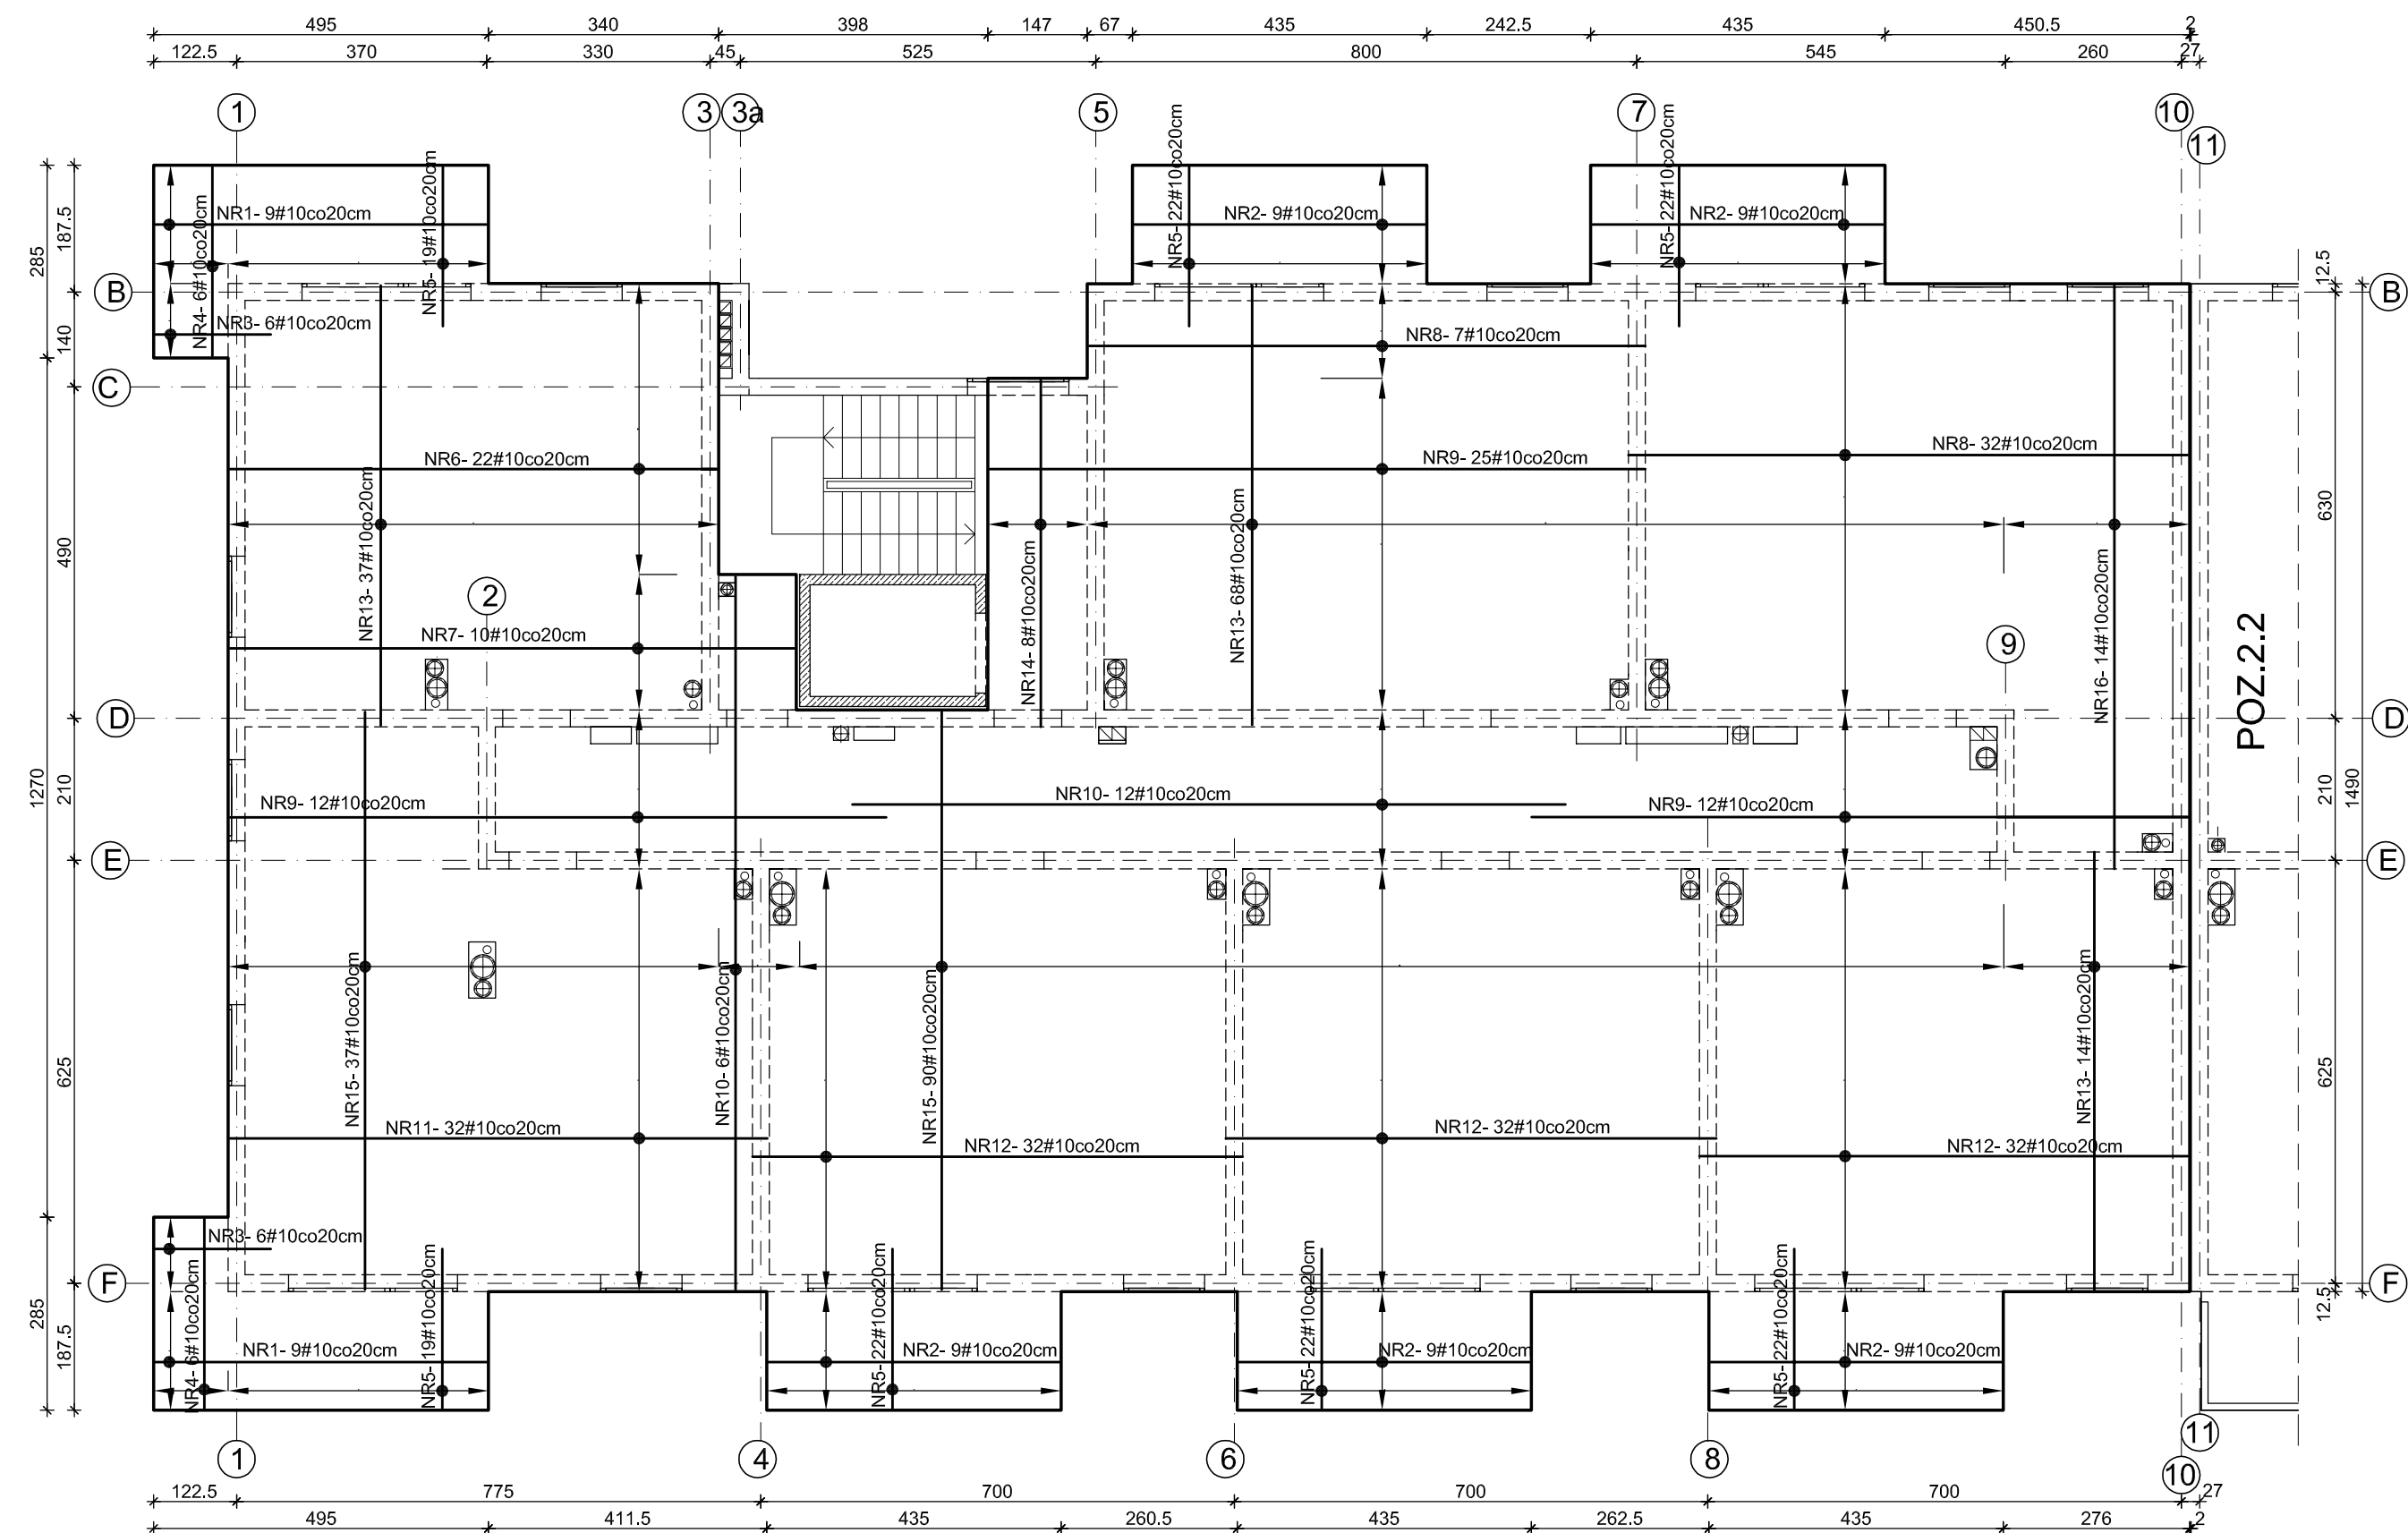 495 340 398 147 67 435 242.5 435 450.5 2
122.5 370 330 45 525 800 545 260 27
1 3 3a 5 7 10
11
285 187.5 140 490 1270 210 625 285 187.5
B B
C
D D
E E
F F
2
9
NR1- 9#10co20cm
NR4- 6#10co20cm
NR5- 19#10co20cm
NR3- 6#10co20cm
NR5- 22#10co20cm
NR2- 9#10co20cm
NR5- 22#10co20cm
NR2- 9#10co20cm
NR8- 7#10co20cm
NR6- 22#10co20cm
NR9- 25#10co20cm
NR8- 32#10co20cm
NR13- 37#10co20cm
NR7- 10#10co20cm
NR14- 8#10co20cm
NR13- 68#10co20cm
NR16- 14#10co20cm
POZ.2.2
NR9- 12#10co20cm
NR10- 12#10co20cm
NR9- 12#10co20cm
NR15- 37#10co20cm
NR10- 6#10co20cm
NR15- 90#10co20cm
NR13- 14#10co20cm
NR11- 32#10co20cm
NR12- 32#10co20cm
NR12- 32#10co20cm
NR12- 32#10co20cm
NR3- 6#10co20cm
NR4- 6#10co20cm
NR1- 9#10co20cm
NR5- 19#10co20cm
NR5- 22#10co20cm
NR2- 9#10co20cm
NR5- 22#10co20cm
NR2- 9#10co20cm
NR5- 22#10co20cm
NR2- 9#10co20cm
12.5 630 210 1490 625 12.5
1 4 6 8 11
10
122.5 775 700 700 700 27
495 411.5 435 260.5 435 262.5 435 276 2